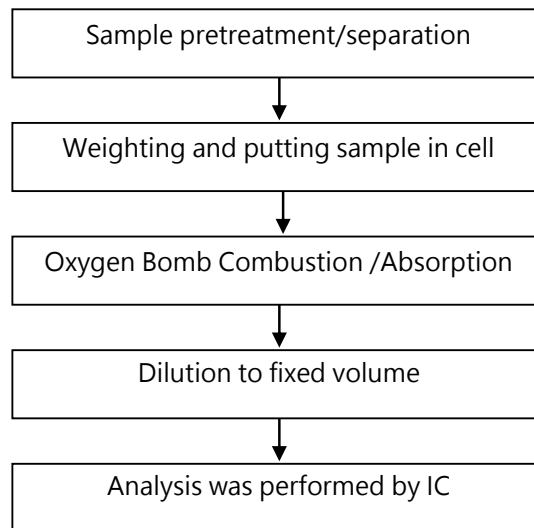 Sample pretreatment/separation
Weighting and putting sample in cell
Oxygen Bomb Combustion /Absorption
Dilution to fixed volume
Analysis was performed by IC